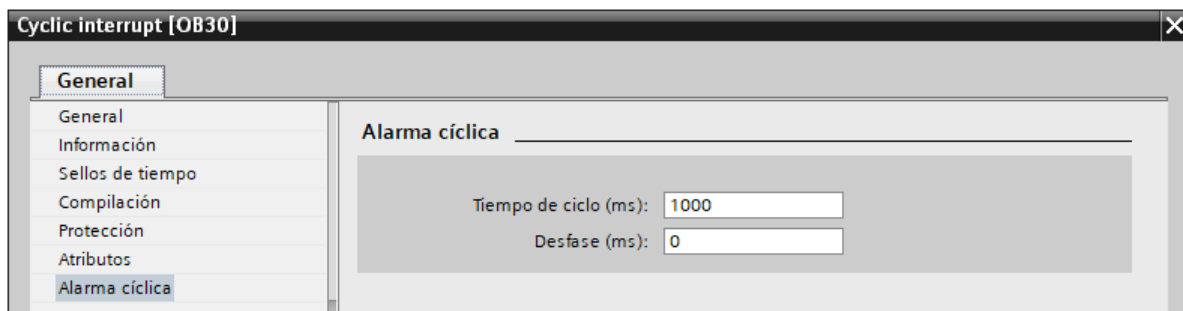 Cyclic interrupt [OB30]
General
General
Información
Sellos de tiempo
Compilación
Protección
Atributos
Alarma cíclica
Alarma cíclica
Tiempo de ciclo (ms): 1000
Desfase (ms): 0